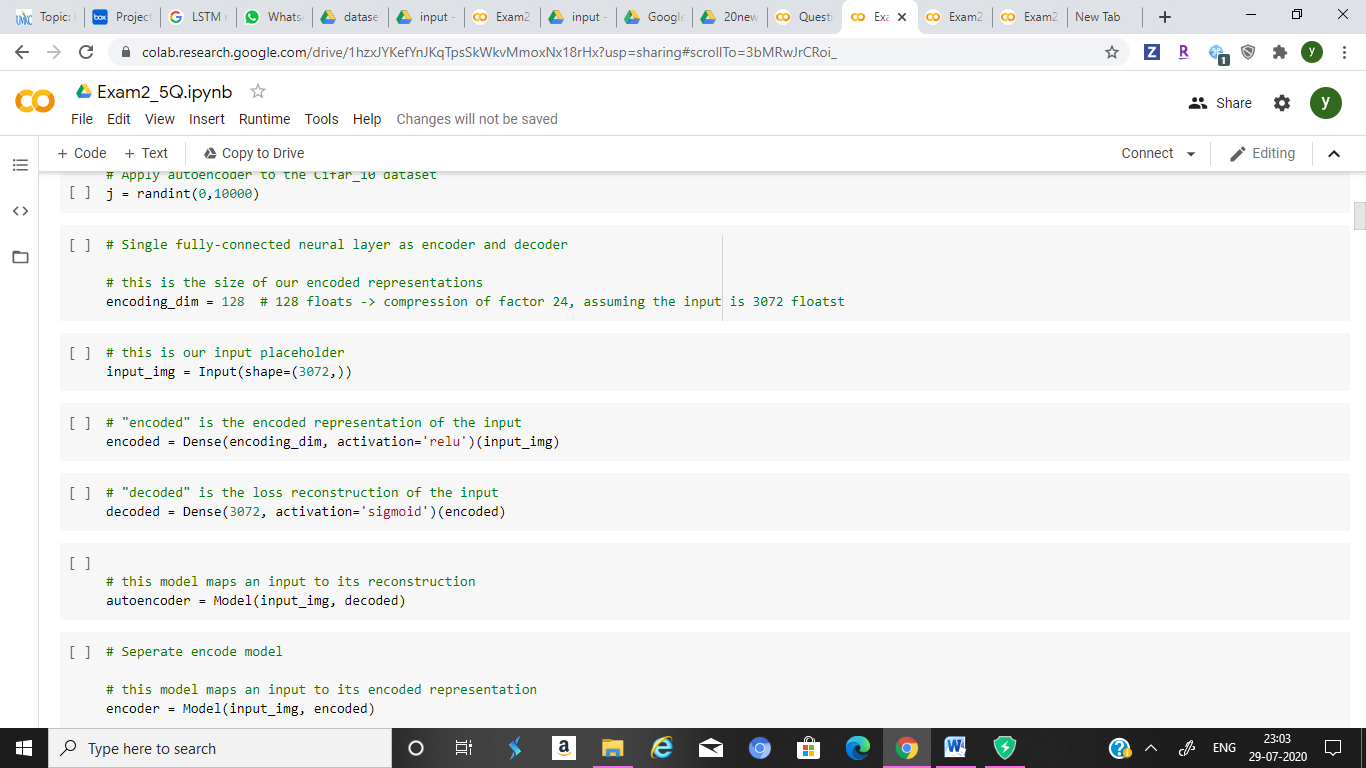 Topic:
Project
LSTM
Whats
datase
input -
Exam2
input -
Google
20new
Questi
Exa
Exam2
Exam2
New Tab
colab.research.google.com/drive/1hzxJYKefYnJKqTpsSkWkvMmoxNx18rHx?usp=sharing#scrollTo=3bMRwJrCRoi_
Exam2_5Q.ipynb
Share
File Edit View Insert Runtime Tools Help Changes will not be saved
+ Code + Text Copy to Drive Connect Editing
# Apply autoencoder to the Cifar_10 dataset
[ ] j = randint(0,10000)
[ ] # Single fully-connected neural layer as encoder and decoder
# this is the size of our encoded representations
encoding_dim = 128 # 128 floats -> compression of factor 24, assuming the input is 3072 floatst
[ ] # this is our input placeholder
input_img = Input(shape=(3072,))
[ ] # "encoded" is the encoded representation of the input
encoded = Dense(encoding_dim, activation='relu')(input_img)
[ ] # "decoded" is the loss reconstruction of the input
decoded = Dense(3072, activation='sigmoid')(encoded)
[ ]
# this model maps an input to its reconstruction
autoencoder = Model(input_img, decoded)
[ ] # Seperate encode model
# this model maps an input to its encoded representation
encoder = Model(input_img, encoded)
Type here to search
ENG
23:03
29-07-2020